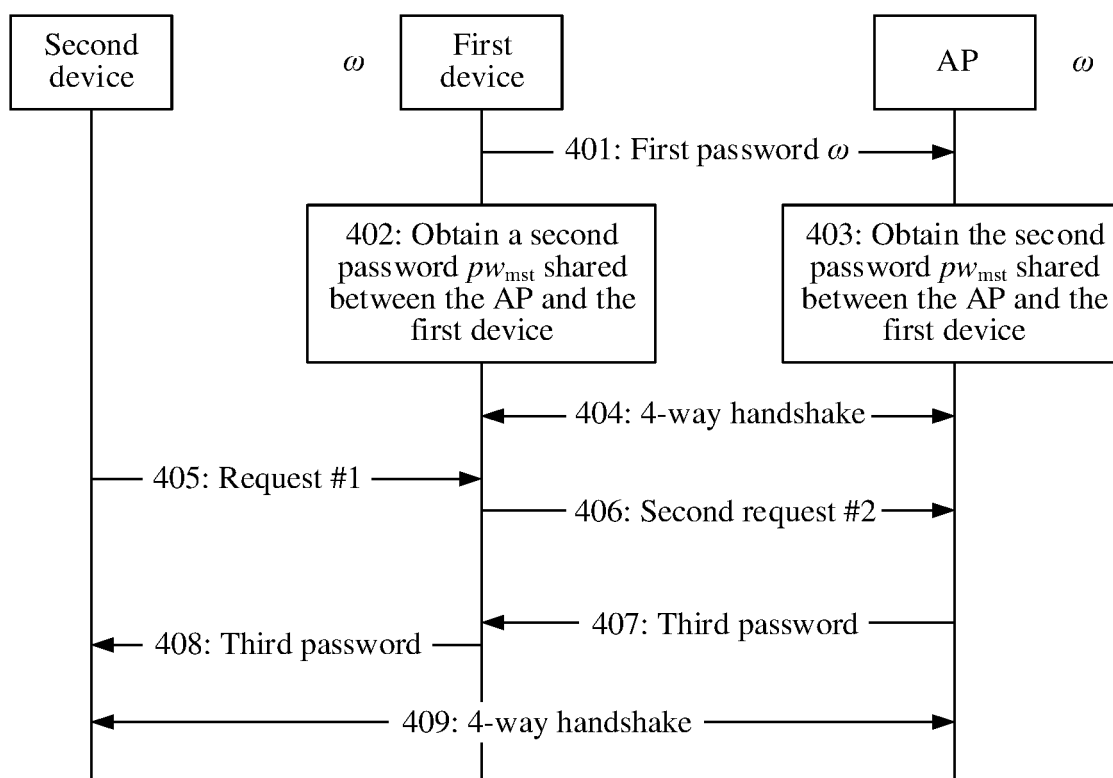 Second
device
ω
First
device
AP
ω
401: First password ω
402: Obtain a second
password pwmst shared
between the AP and the
first device
403: Obtain the second
password pwmst shared
between the AP and the
first device
404: 4-way handshake
405: Request #1
406: Second request #2
407: Third password
408: Third password
409: 4-way handshake